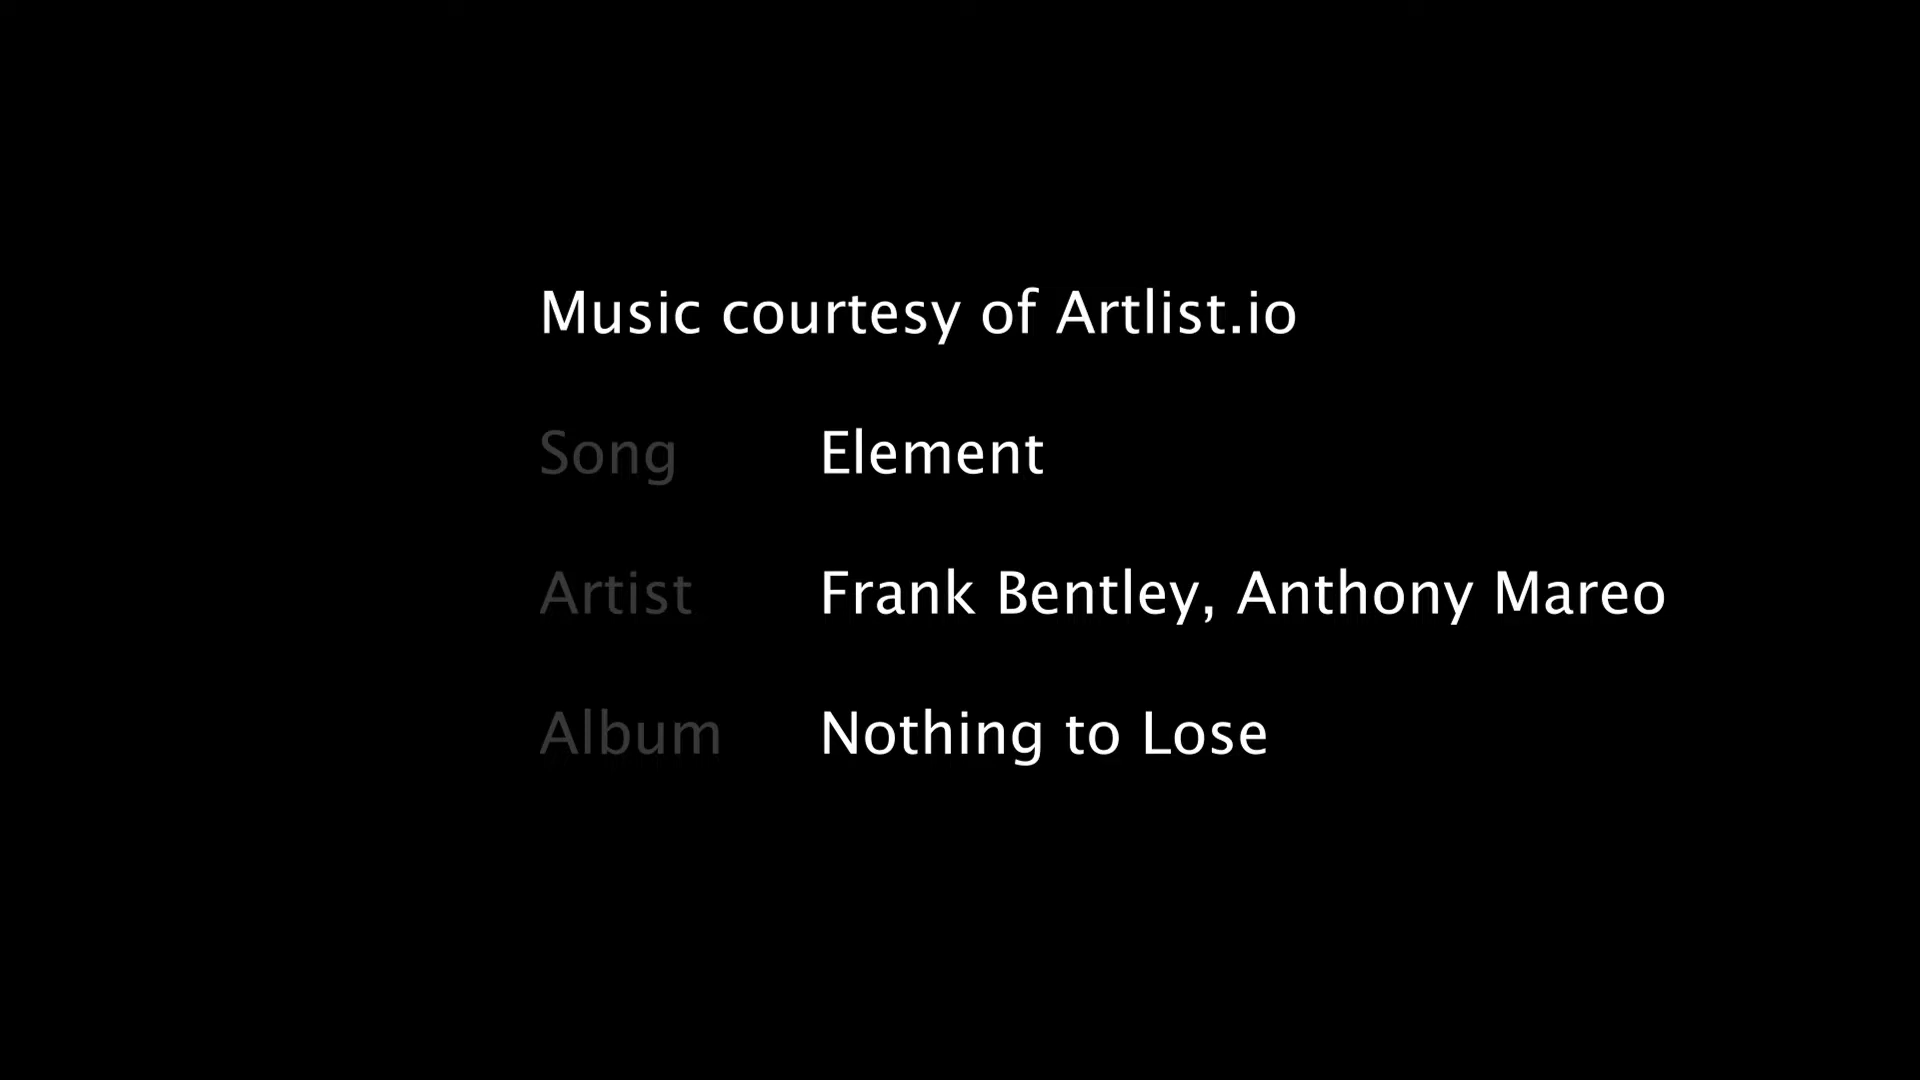 Music courtesy of Artlist.io
Song Element
Artist Frank Bentley, Anthony Mareo
Album Nothing to Lose